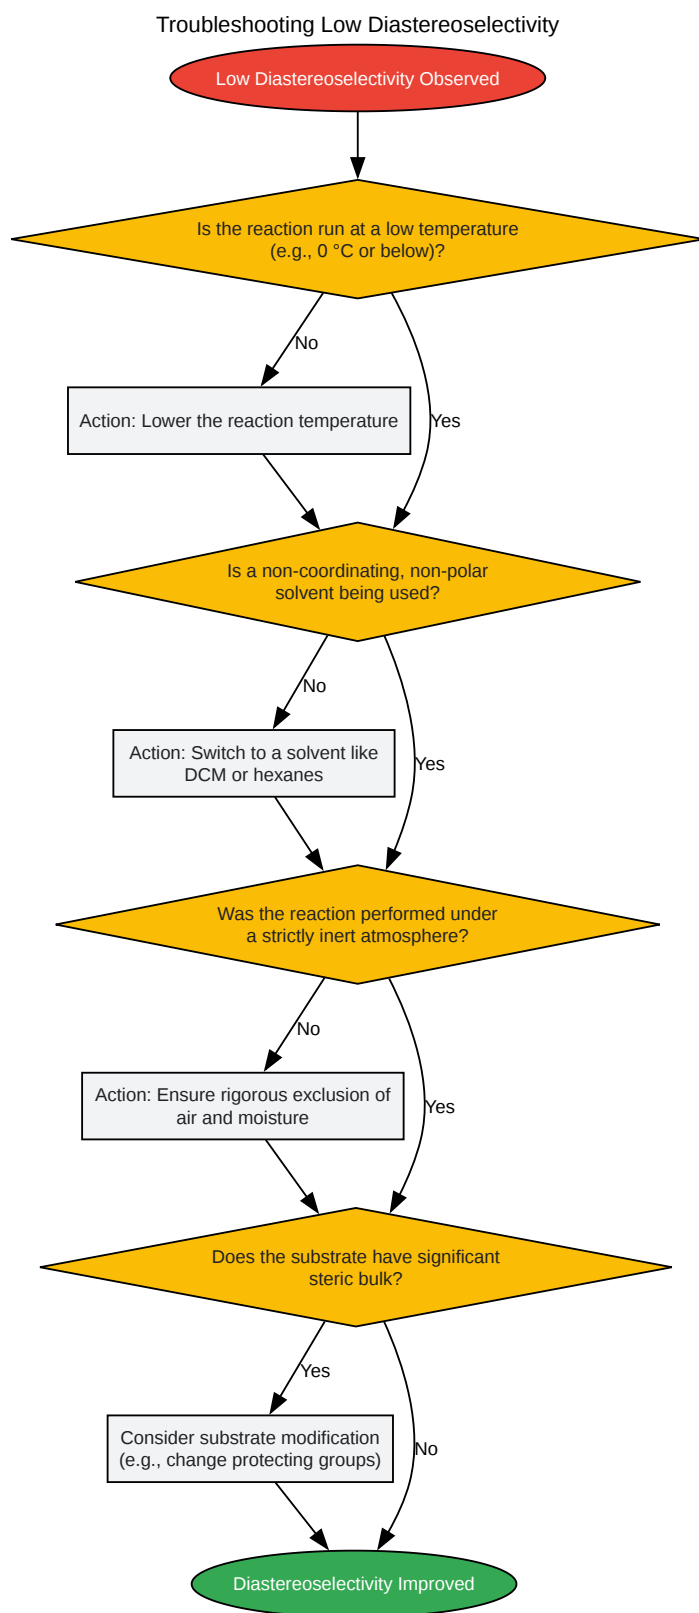 Troubleshooting Low Diastereoselectivity
Low Diastereoselectivity Observed
Is the reaction run at a low temperature
(e.g., 0 °C or below)?
No
Action: Lower the reaction temperature
Yes
Is a non-coordinating, non-polar
solvent being used?
No
Action: Switch to a solvent like
DCM or hexanes
Yes
Was the reaction performed under
a strictly inert atmosphere?
No
Action: Ensure rigorous exclusion of
air and moisture
Yes
Does the substrate have significant
steric bulk?
Yes
Consider substrate modification
(e.g., change protecting groups)
No
Diastereoselectivity Improved